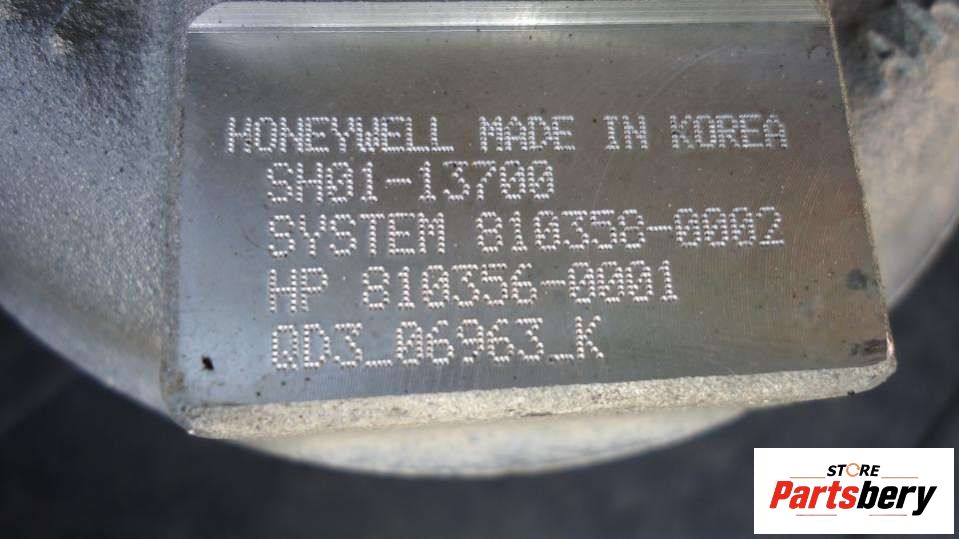 HONEYWELL MADE IN KOREA
SH01-13700
SYSTEM 810358-0002
HP 810356-0001
QD3_06963_K
STORE
Partsbery